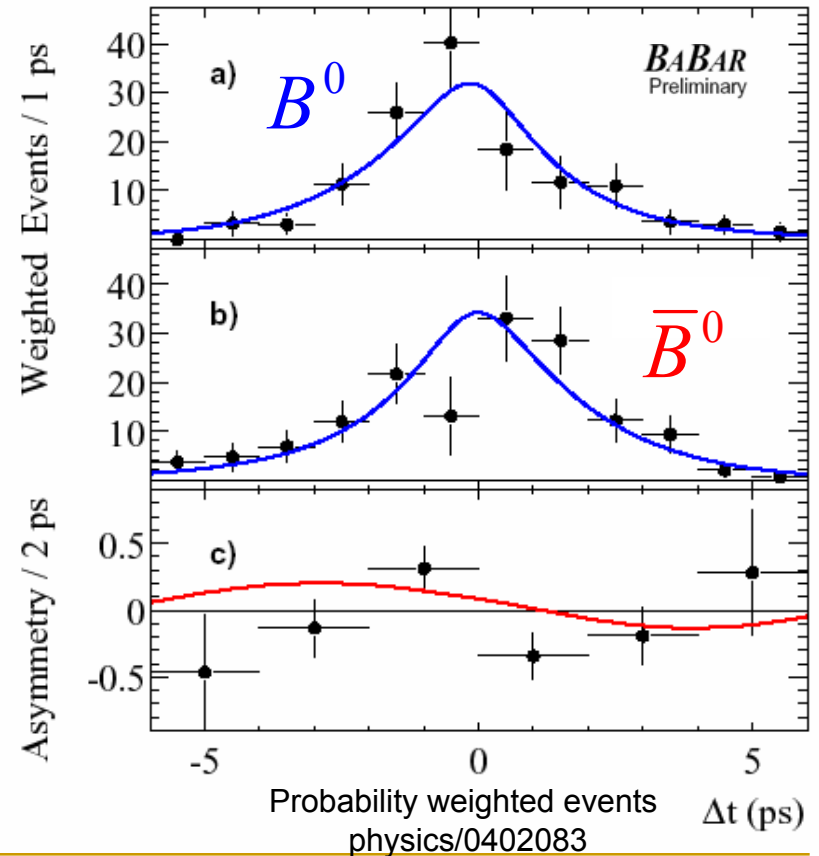 Weighted Events / 1 ps
40
30
20
10
a)
B⁰
BABAR
Preliminary
40
30
20
10
b)
B̅⁰
Asymmetry / 2 ps
0.5
0
-0.5
c)
-5 0 5
Probability weighted events
Δt (ps)
physics/0402083